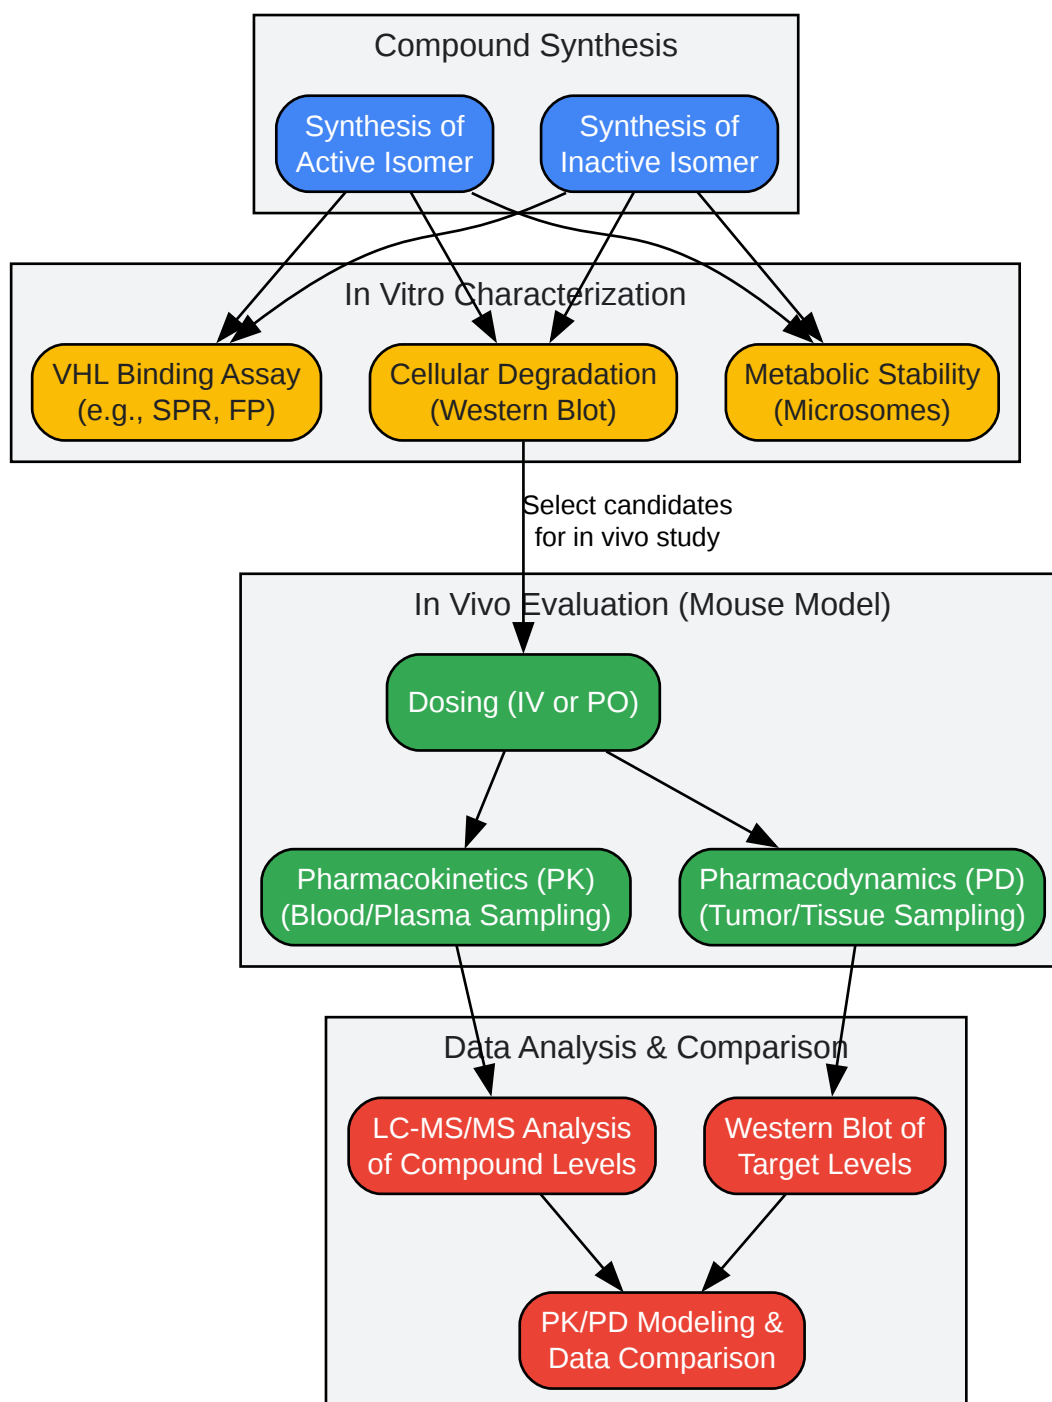 Compound Synthesis
Synthesis of
Active Isomer
Synthesis of
Inactive Isomer
In Vitro Characterization
VHL Binding Assay
(e.g., SPR, FP)
Cellular Degradation
(Western Blot)
Metabolic Stability
(Microsomes)
Select candidates
for in vivo study
In Vivo Evaluation (Mouse Model)
Dosing (IV or PO)
Pharmacokinetics (PK)
(Blood/Plasma Sampling)
Pharmacodynamics (PD)
(Tumor/Tissue Sampling)
Data Analysis & Comparison
LC-MS/MS Analysis
of Compound Levels
Western Blot of
Target Levels
PK/PD Modeling &
Data Comparison